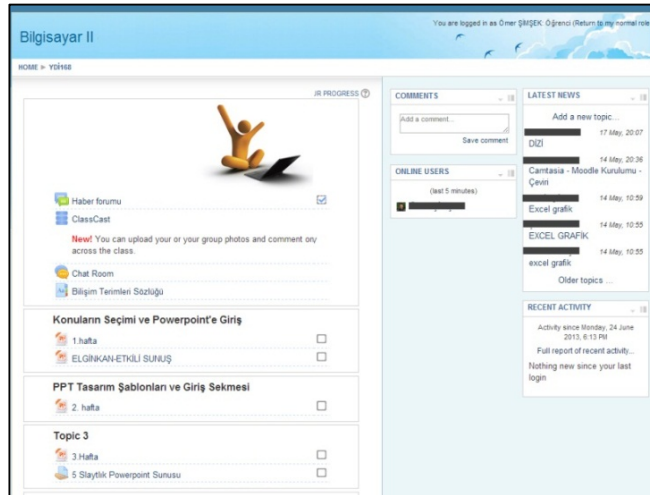 You are logged in as Ömer ŞİMŞEK: Öğrenci (Return to my normal role
Bilgisayar II
HOME ► YDİ168
UR PROGRESS
Haber forumu
ClassCast
New! You can upload your or your group photos and comment
across the class.
Chat Room
Bilişim Terimleri Sözlüğü
Konuların Seçimi ve Powerpoint'e Giriş
1.hafta
ELGİNKAN-ETKİLİ SUNUŞ
PPT Tasarım Şablonları ve Giriş Sekmesi
2. hafta
Topic 3
3.Hafta
5 Slaytlık Powerpoint Sunusu
COMMENTS
Add a comment...
Save comment
ONLINE USERS
(last 5 minutes)
LATEST NEWS
Add a new topic...
17 May, 20:07
DİZİ
14 May, 20:36
Camtasia - Moodle Kurulumu -
Çeviri
14 May, 10:59
Excel grafik
14 May, 10:55
EXCEL GRAFİK
14 May, 10:55
excel grafik
Older topics ...
RECENT ACTIVITY
Activity since Monday, 24 June
2013, 6:13 PM
Full report of recent activity...
Nothing new since your last
login